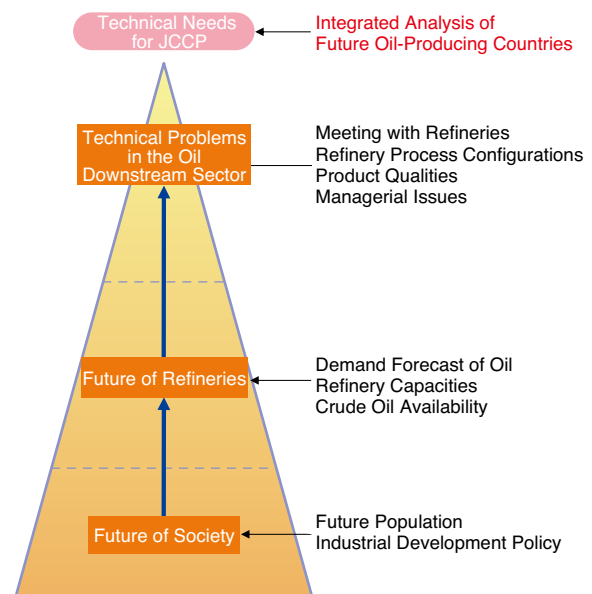 Technical Needs
for JCCP
Integrated Analysis of
Future Oil-Producing Countries
Technical Problems
in the Oil
Downstream Sector
Meeting with Refineries
Refinery Process Configurations
Product Qualities
Managerial Issues
Future of Refineries
Demand Forecast of Oil
Refinery Capacities
Crude Oil Availability
Future of Society
Future Population
Industrial Development Policy